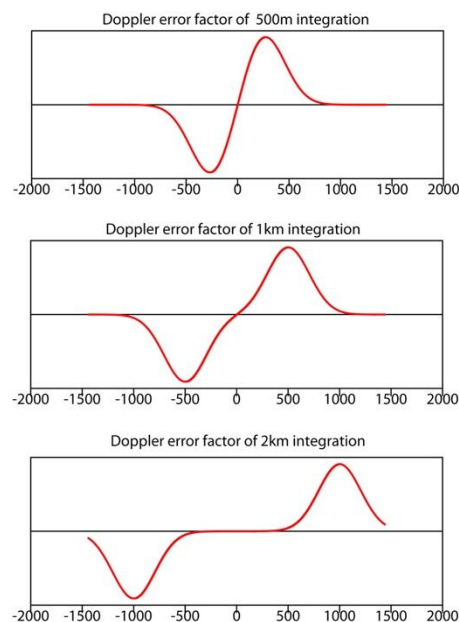 Doppler error factor of 500m integration
-2000 -1500 -1000 -500 0 500 1000 1500 2000
Doppler error factor of 1km integration
-2000 -1500 -1000 -500 0 500 1000 1500 2000
Doppler error factor of 2km integration
-2000 -1500 -1000 -500 0 500 1000 1500 2000